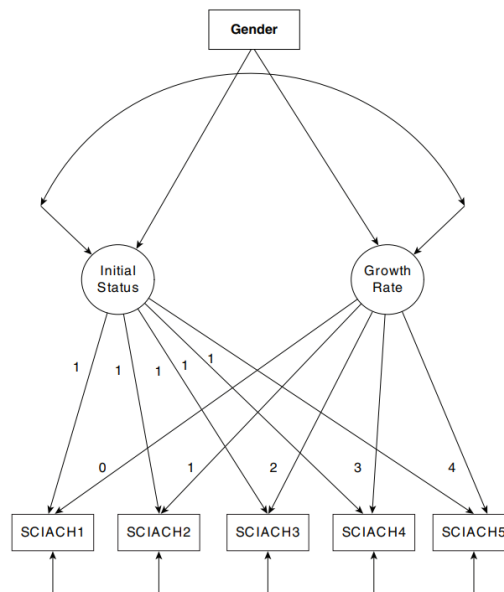 Gender
Initial
Status
Growth
Rate
1
1
1
1
1
0
1
2
3
4
SCIACH1
SCIACH2
SCIACH3
SCIACH4
SCIACH5